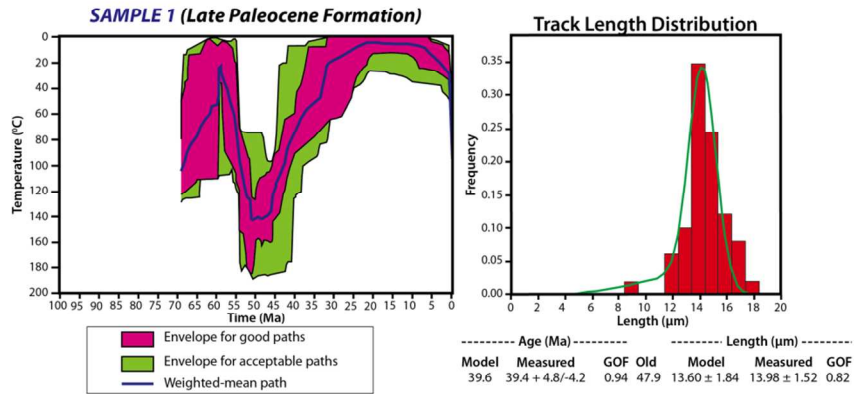 SAMPLE 1 (Late Paleocene Formation)
0
20
40
60
80
100
120
140
160
180
200
Temperature (⁰C)
100 95 90 85 80 75 70 65 60 55 50 45 40 35 30 25 20 15 10 5 0
Time (Ma)
Envelope for good paths
Envelope for acceptable paths
Weighted-mean path
Track Length Distribution
0.35
0.30
0.25
0.20
0.15
0.10
0.05
0.00
Frequency
0 2 4 6 8 10 12 14 16 18 20
Length (µm)
Age (Ma) Length (µm)
Model Measured GOF Old Model Measured GOF
39.6 39.4 + 4.8/-4.2 0.94 47.9 13.60 ± 1.84 13.98 ± 1.52 0.82